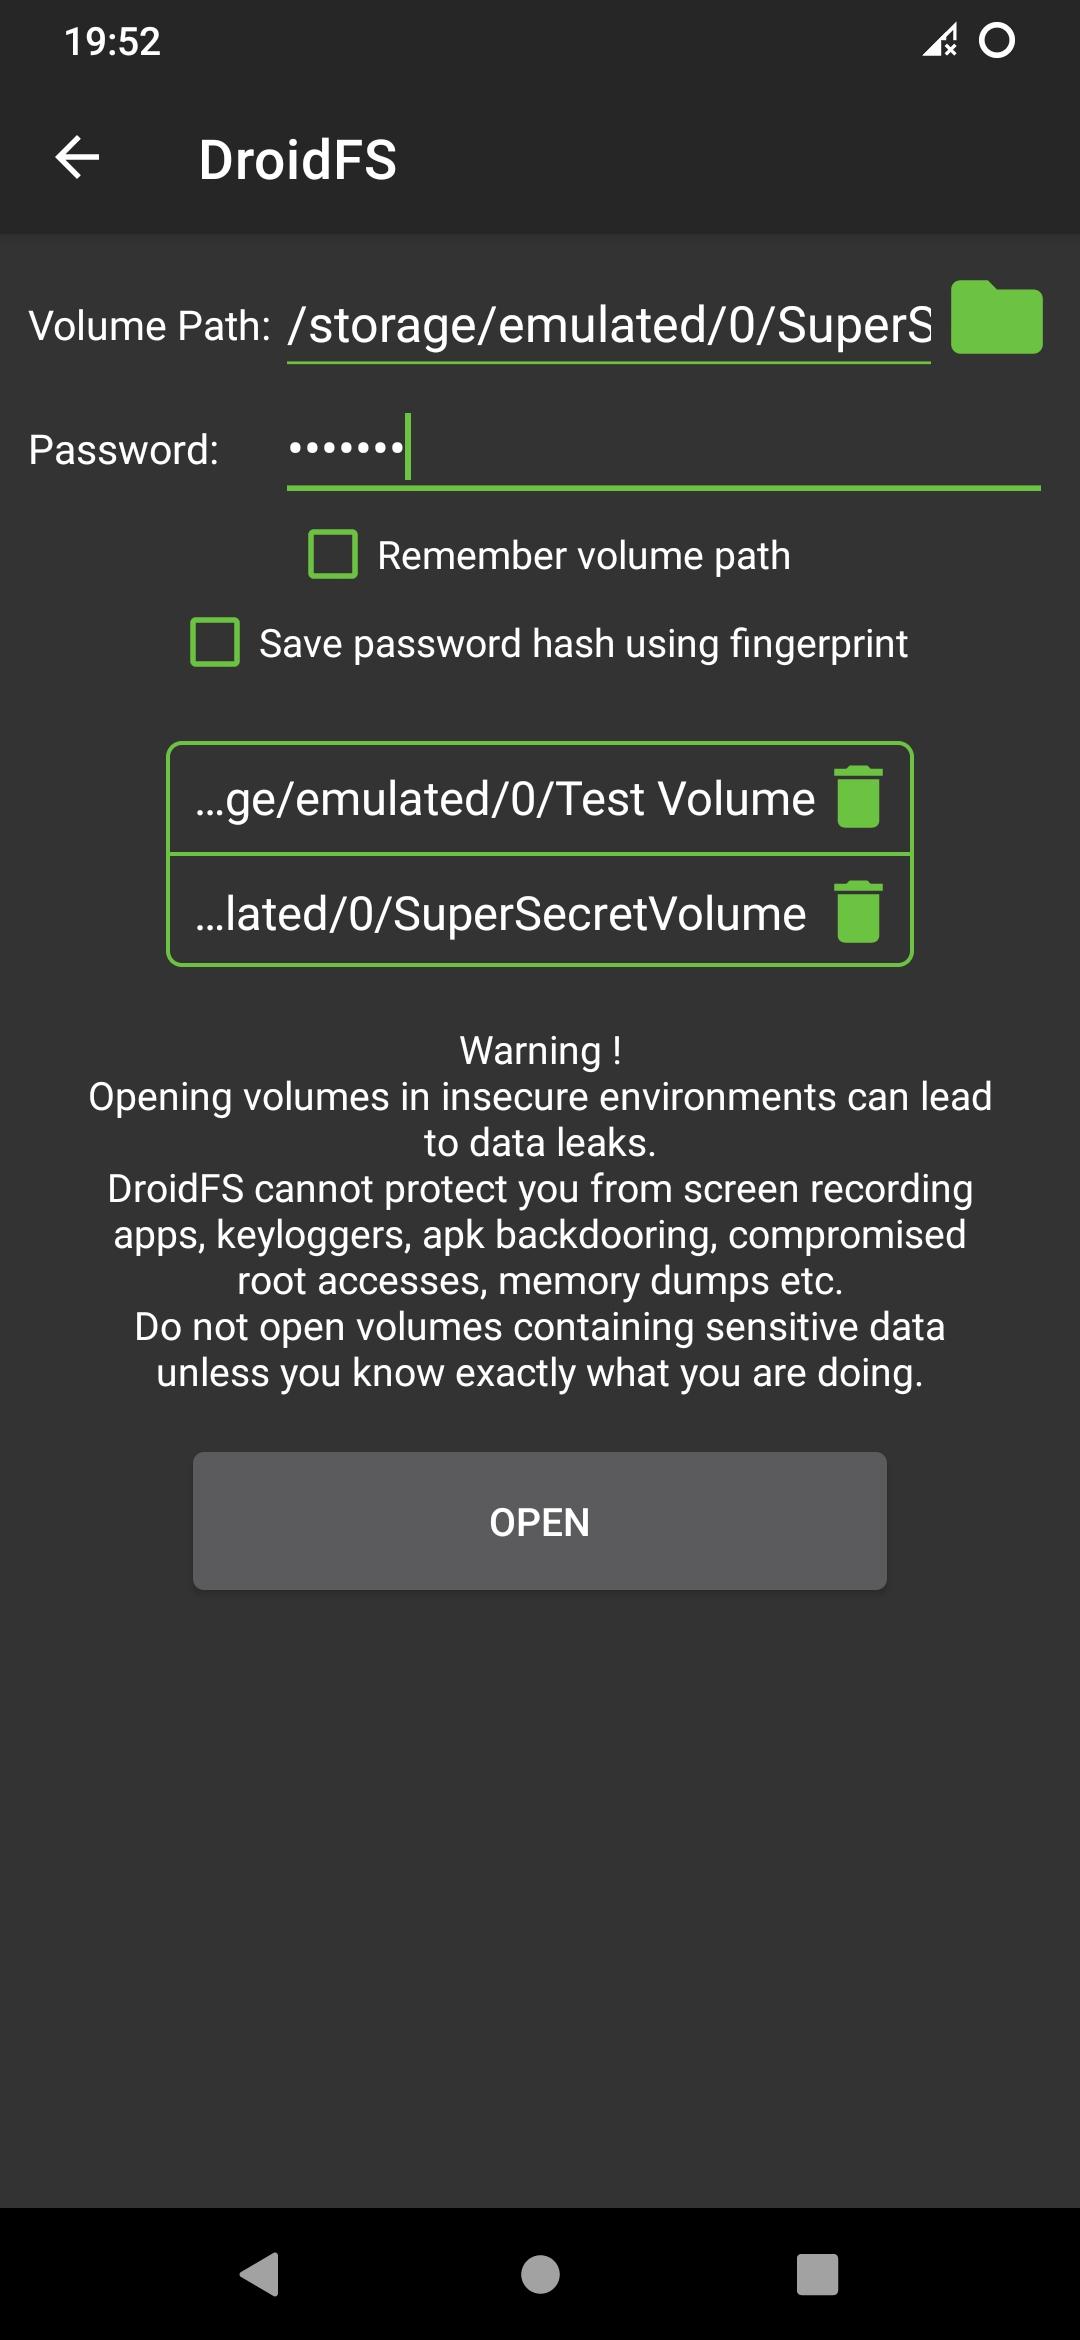 19:52
DroidFS
Volume Path: /storage/emulated/0/SuperS
Password: •••••••
Remember volume path
Save password hash using fingerprint
...ge/emulated/0/Test Volume
...lated/0/SuperSecretVolume
Warning !
Opening volumes in insecure environments can lead
to data leaks.
DroidFS cannot protect you from screen recording
apps, keyloggers, apk backdooring, compromised
root accesses, memory dumps etc.
Do not open volumes containing sensitive data
unless you know exactly what you are doing.
OPEN